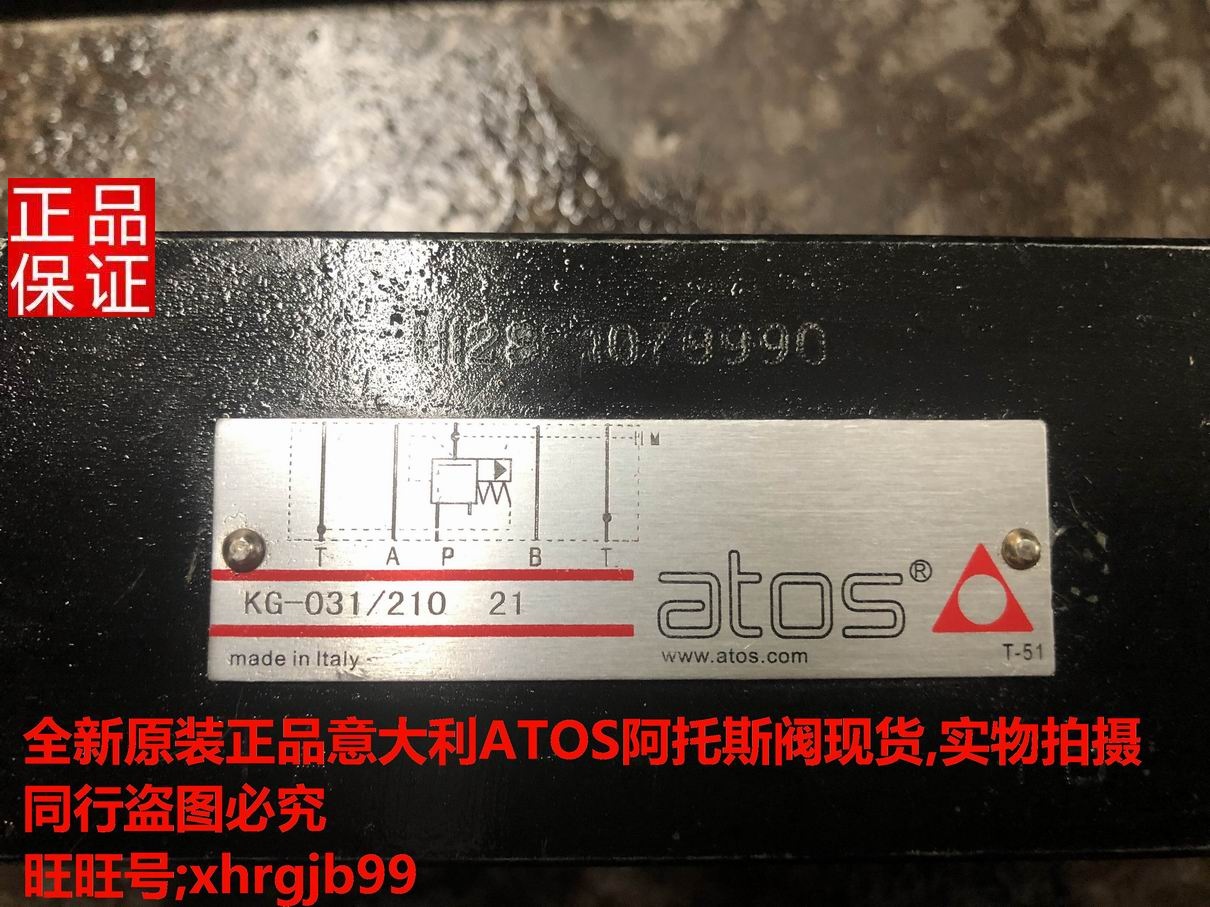 正品
保证
1079990
M
T A P B T
KG-031/210 21
atos®
made in Italy
www.atos.com
T-51
全新原装正品意大利ATOS阿托斯阀现货,实物拍摄
同行盗图必究
旺旺号;xhrgjb99